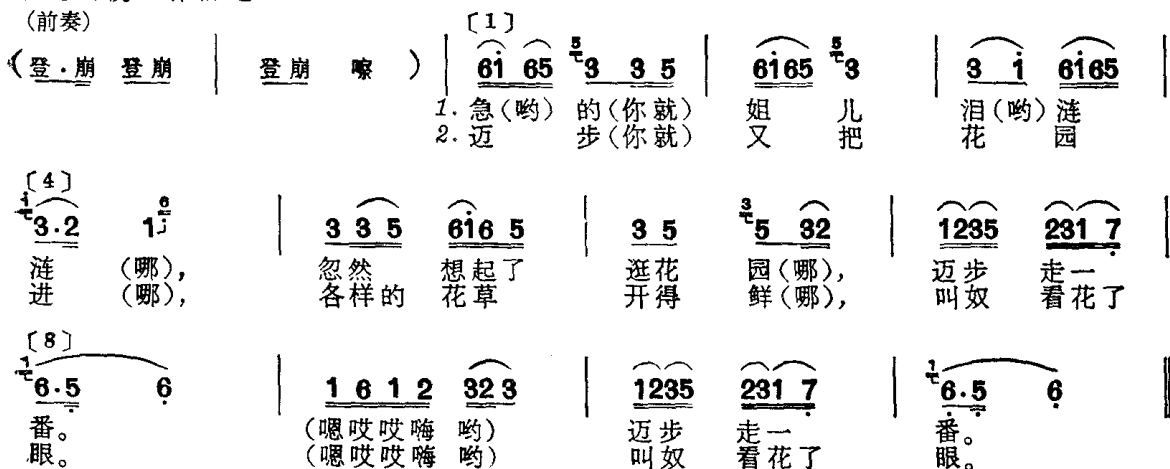 (前奏)
〔1〕
(登·崩 登崩 | 登崩 嚓 ) | 6i 65 3 3 5 | 6i65 3 | 3 i 6i65
1. 急(哟) 的(你就) 姐 儿 泪(哟) 涟
2. 迈 步(你就) 又 把 花 园
〔4〕
3·2 1 | 3 3 5 6i6 5 | 3 5 5 32 | 1235 231 7
涟 (哪), 忽然 想起了 逛花 园(哪), 迈步 走一
进 (哪), 各样的 花草 开得 鲜(哪), 叫奴 看花了
〔8〕
6·5 6 | 1 6 1 2 32 3 | 1235 231 7 | 6·5 6 ‖
番。 (嗯哎哎嗨 哟) 迈步 走一 番。
眼。 (嗯哎哎嗨 哟) 叫奴 看花了 眼。